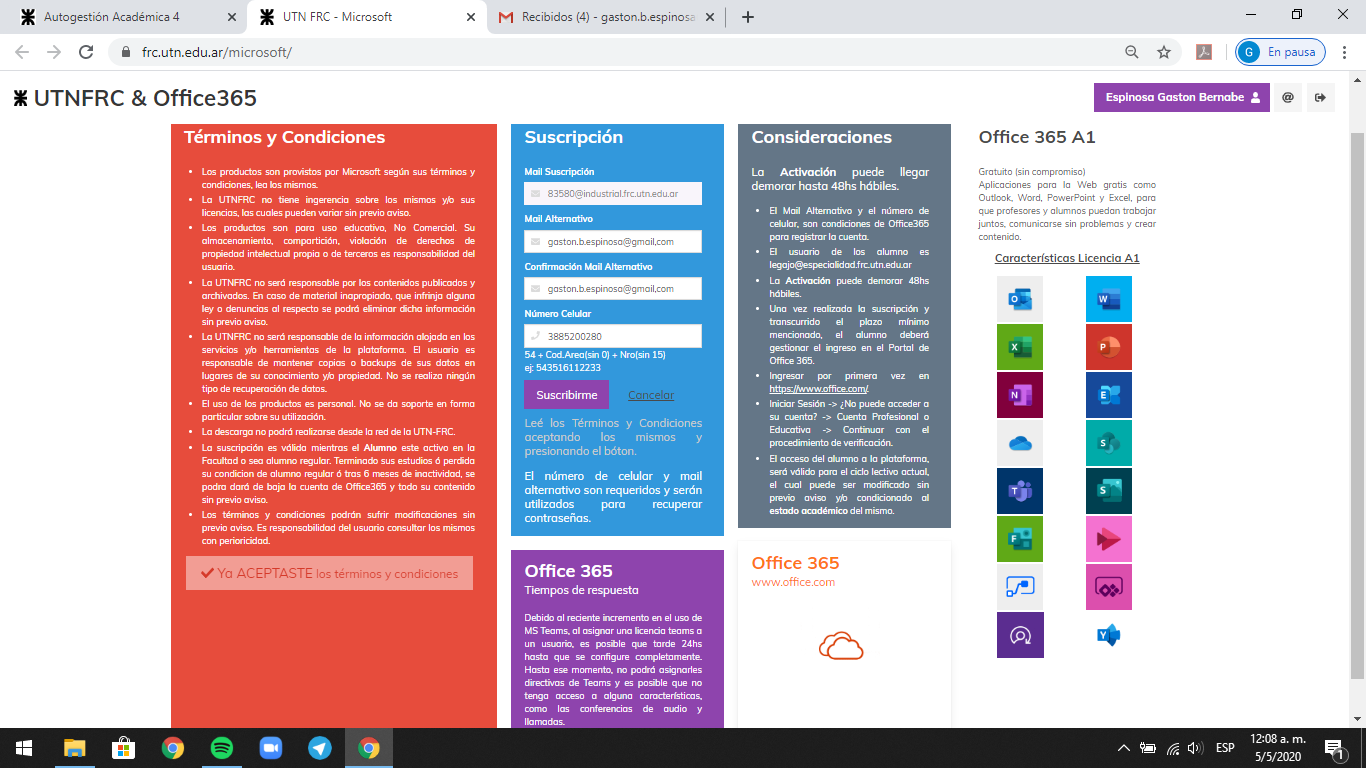 Autogestión Académica 4
UTN FRC - Microsoft
Recibidos (4) - gaston.b.espinosa
frc.utn.edu.ar/microsoft/
G
En pausa
UTNFRC & Office365
Espinosa Gaston Bernabe
@
Términos y Condiciones
Los productos son provistos por Microsoft según sus términos y
condiciones, lea los mismos.
La UTNFRC no tiene ingerencia sobre los mismos y/o sus
licencias, las cuales pueden variar sin previo aviso.
Los productos son para uso educativo, No Comercial. Su
almacenamiento, compartición, violación de derechos de
propiedad intelectual propia o de terceros es responsabilidad del
usuario.
La UTNFRC no será responsable por los contenidos publicados y
archivados. En caso de material inapropiado, que infrinja alguna
ley o denuncias al respecto se podrá eliminar dicha información
sin previo aviso.
La UTNFRC no será responsable de la información alojada en los
servicios y/o herramientas de la plataforma. El usuario es
responsable de mantener copias o backups de sus datos en
lugares de su conocimiento y/o propiedad. No se realiza ningún
tipo de recuperación de datos.
El uso de los productos es personal. No se da soporte en forma
particular sobre su utilización.
La descarga no podrá realizarse desde la red de la UTN-FRC.
La suscripción es válida mientras el Alumno este activo en la
Facultad o sea alumno regular. Terminado sus estudios ó perdida
su condicion de alumno regular ó tras 6 meses de inactividad, se
podra dará de baja la cuenta de Office365 y todo su contenido
sin previo aviso.
Los términos y condiciones podrán sufrir modificaciones sin
previo aviso. Es responsabilidad del usuario consultar los mismos
con perioricidad.
Ya ACEPTASTE los términos y condiciones
Suscripción
Mail Suscripción
83580@industrial.frc.utn.edu.ar
Mail Alternativo
gaston.b.espinosa@gmail,com
Confirmación Mail Alternativo
gaston.b.espinosa@gmail,com
Número Celular
3885200280
54 + Cod.Area(sin 0) + Nro(sin 15)
ej: 543516112233
Suscribirme
Cancelar
Leé los Términos y Condiciones
aceptando los mismos y
presionando el bóton.
El número de celular y mail
alternativo son requeridos y serán
utilizados para recuperar
contraseñas.
Office 365
Tiempos de respuesta
Debido al reciente incremento en el uso de
MS Teams, al asignar una licencia teams a
un usuario, es posible que tarde 24hs
hasta que se configure completamente.
Hasta ese momento, no podrá asignarles
directivas de Teams y es posible que no
tenga acceso a alguna características,
como las conferencias de audio y
llamadas.
Consideraciones
La Activación puede llegar
demorar hasta 48hs hábiles.
El Mail Alternativo y el número de
celular, son condiciones de Office365
para registrar la cuenta.
El usuario de los alumno es
legajo@especialidad.frc.utn.edu.ar
La Activación puede demorar 48hs
hábiles.
Una vez realizada la suscripción y
transcurrido el plazo mínimo
mencionado, el alumno deberá
gestionar el ingreso en el Portal de
Office 365.
Ingresar por primera vez en
https://www.office.com/.
Iniciar Sesión -> ¿No puede acceder a
su cuenta? -> Cuenta Profesional o
Educativa -> Continuar con el
procedimiento de verificación.
El acceso del alumno a la plataforma,
será válido para el ciclo lectivo actual,
el cual puede ser modificado sin
previo aviso y/o condicionado al
estado académico del mismo.
Office 365
www.office.com
Office 365 A1
Gratuito (sin compromiso)
Aplicaciones para la Web gratis como
Outlook, Word, PowerPoint y Excel, para
que profesores y alumnos puedan trabajar
juntos, comunicarse sin problemas y crear
contenido.
Características Licencia A1
ESP
12:08 a. m.
5/5/2020
1